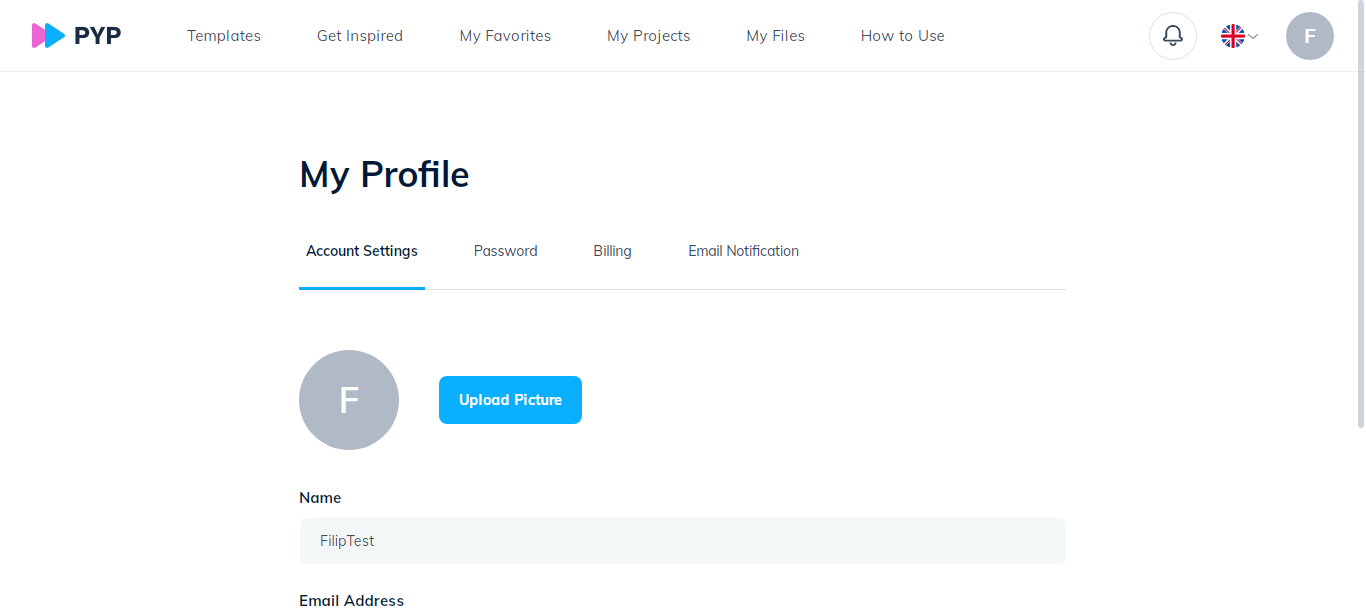 PYP Templates Get Inspired My Favorites My Projects My Files How to Use F
My Profile
Account Settings Password Billing Email Notification
F Upload Picture
Name
FilipTest
Email Address